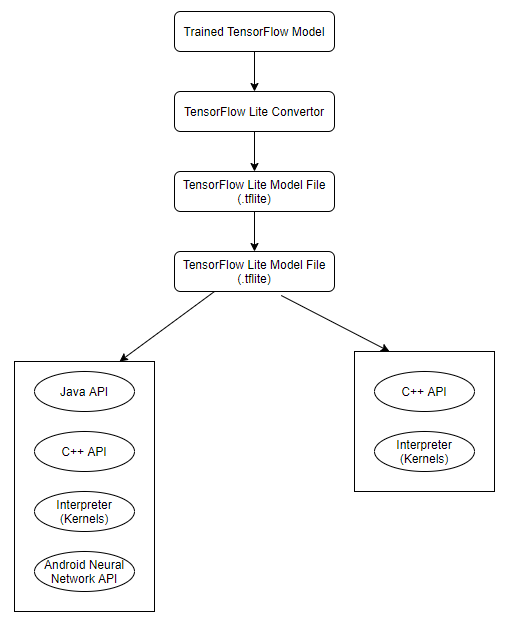 Trained TensorFlow Model
TensorFlow Lite Convertor
TensorFlow Lite Model File
(.tflite)
TensorFlow Lite Model File
(.tflite)
Java API
C++ API
Interpreter
(Kernels)
Android Neural
Network API
C++ API
Interpreter
(Kernels)